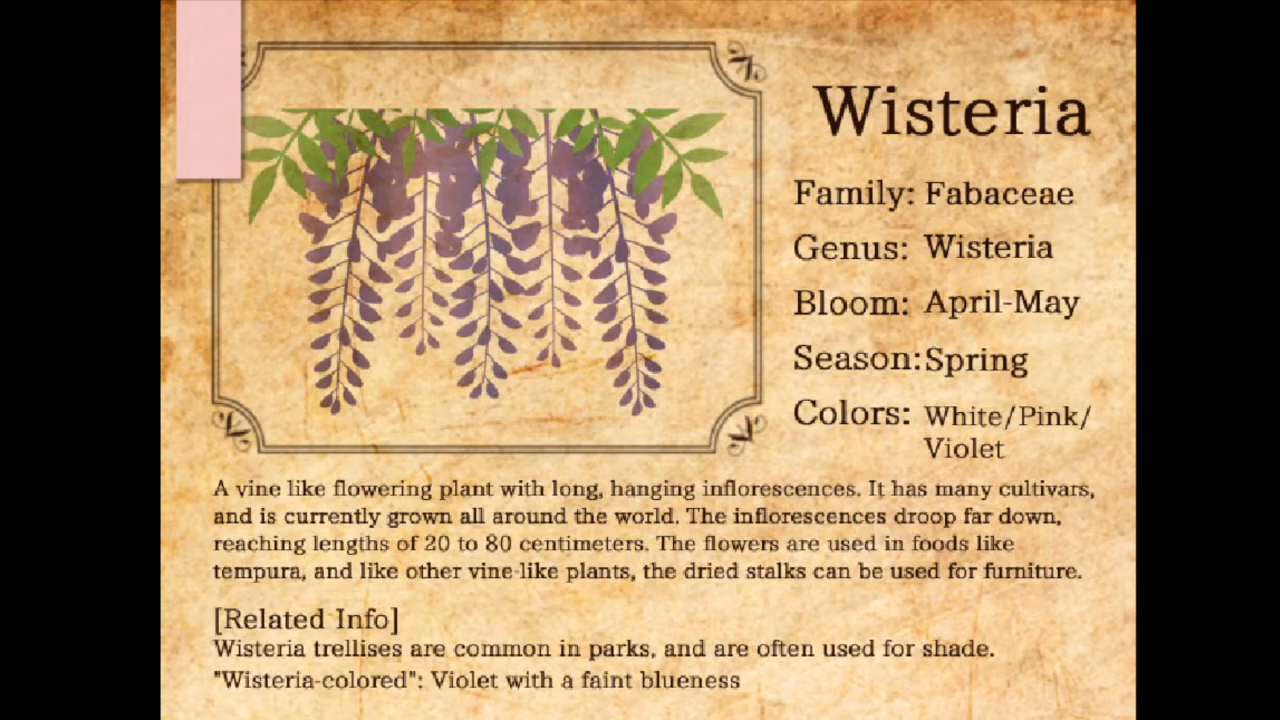 Wisteria
Family: Fabaceae
Genus: Wisteria
Bloom: April-May
Season: Spring
Colors: White/Pink/
Violet
A vine like flowering plant with long, hanging inflorescences. It has many cultivars,
and is currently grown all around the world. The inflorescences droop far down,
reaching lengths of 20 to 80 centimeters. The flowers are used in foods like
tempura, and like other vine-like plants, the dried stalks can be used for furniture.
[Related Info]
Wisteria trellises are common in parks, and are often used for shade.
"Wisteria-colored": Violet with a faint blueness